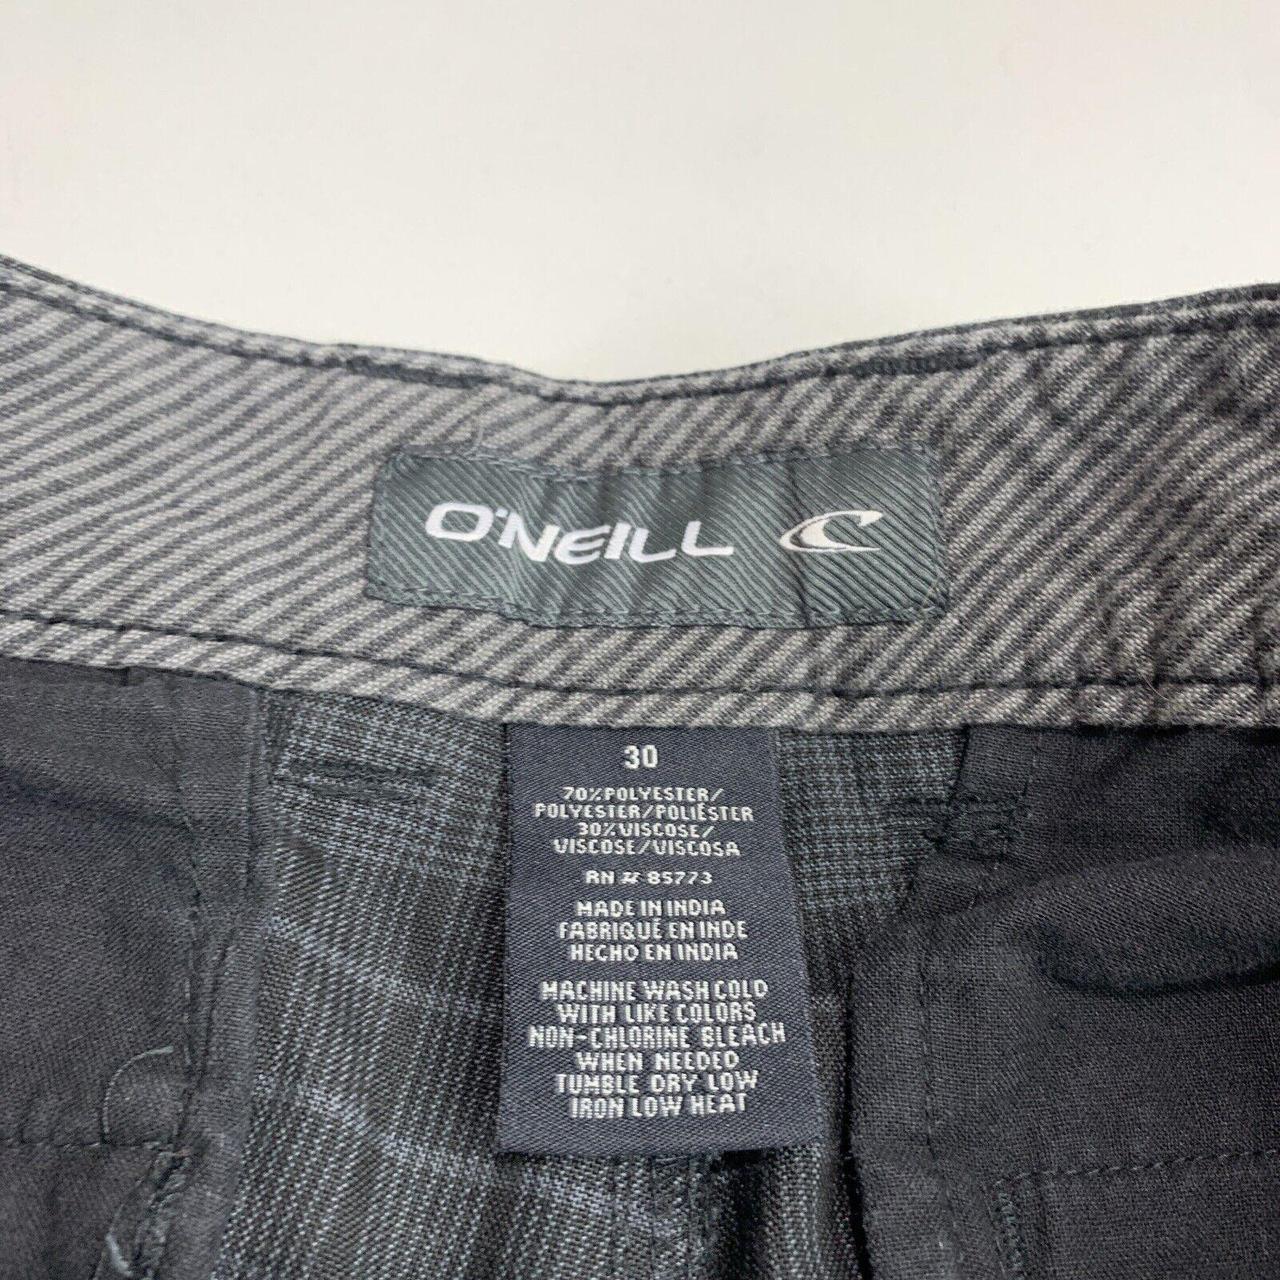 O'NEILL
30
70%POLYESTER/
POLYESTER/POLIÉSTER
30%VISCOSE/
VISCOSE/VISCOSA
RN # 85773
MADE IN INDIA
FABRIQUÉ EN INDE
HECHO EN INDIA
MACHINE WASH COLD
WITH LIKE COLORS
NON-CHLORINE BLEACH
WHEN NEEDED
TUMBLE DRY LOW
IRON LOW HEAT